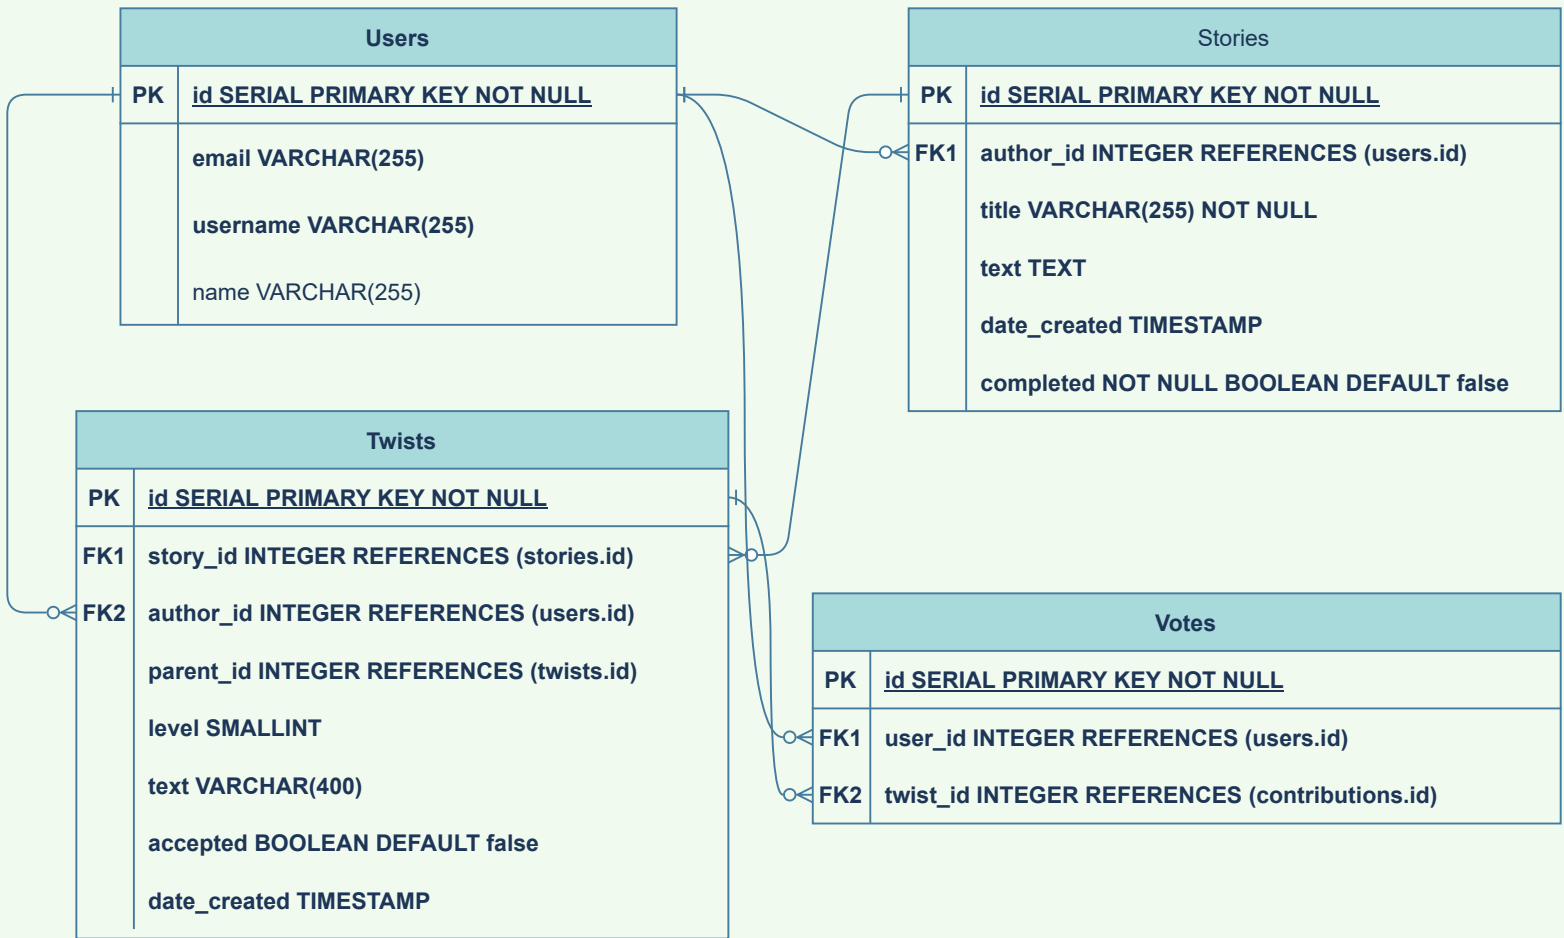 Users
PK id SERIAL PRIMARY KEY NOT NULL
email VARCHAR(255)
username VARCHAR(255)
name VARCHAR(255)
Stories
PK id SERIAL PRIMARY KEY NOT NULL
FK1 author_id INTEGER REFERENCES (users.id)
title VARCHAR(255) NOT NULL
text TEXT
date_created TIMESTAMP
completed NOT NULL BOOLEAN DEFAULT false
Twists
PK id SERIAL PRIMARY KEY NOT NULL
FK1 story_id INTEGER REFERENCES (stories.id)
FK2 author_id INTEGER REFERENCES (users.id)
parent_id INTEGER REFERENCES (twists.id)
level SMALLINT
text VARCHAR(400)
accepted BOOLEAN DEFAULT false
date_created TIMESTAMP
Votes
PK id SERIAL PRIMARY KEY NOT NULL
FK1 user_id INTEGER REFERENCES (users.id)
FK2 twist_id INTEGER REFERENCES (contributions.id)